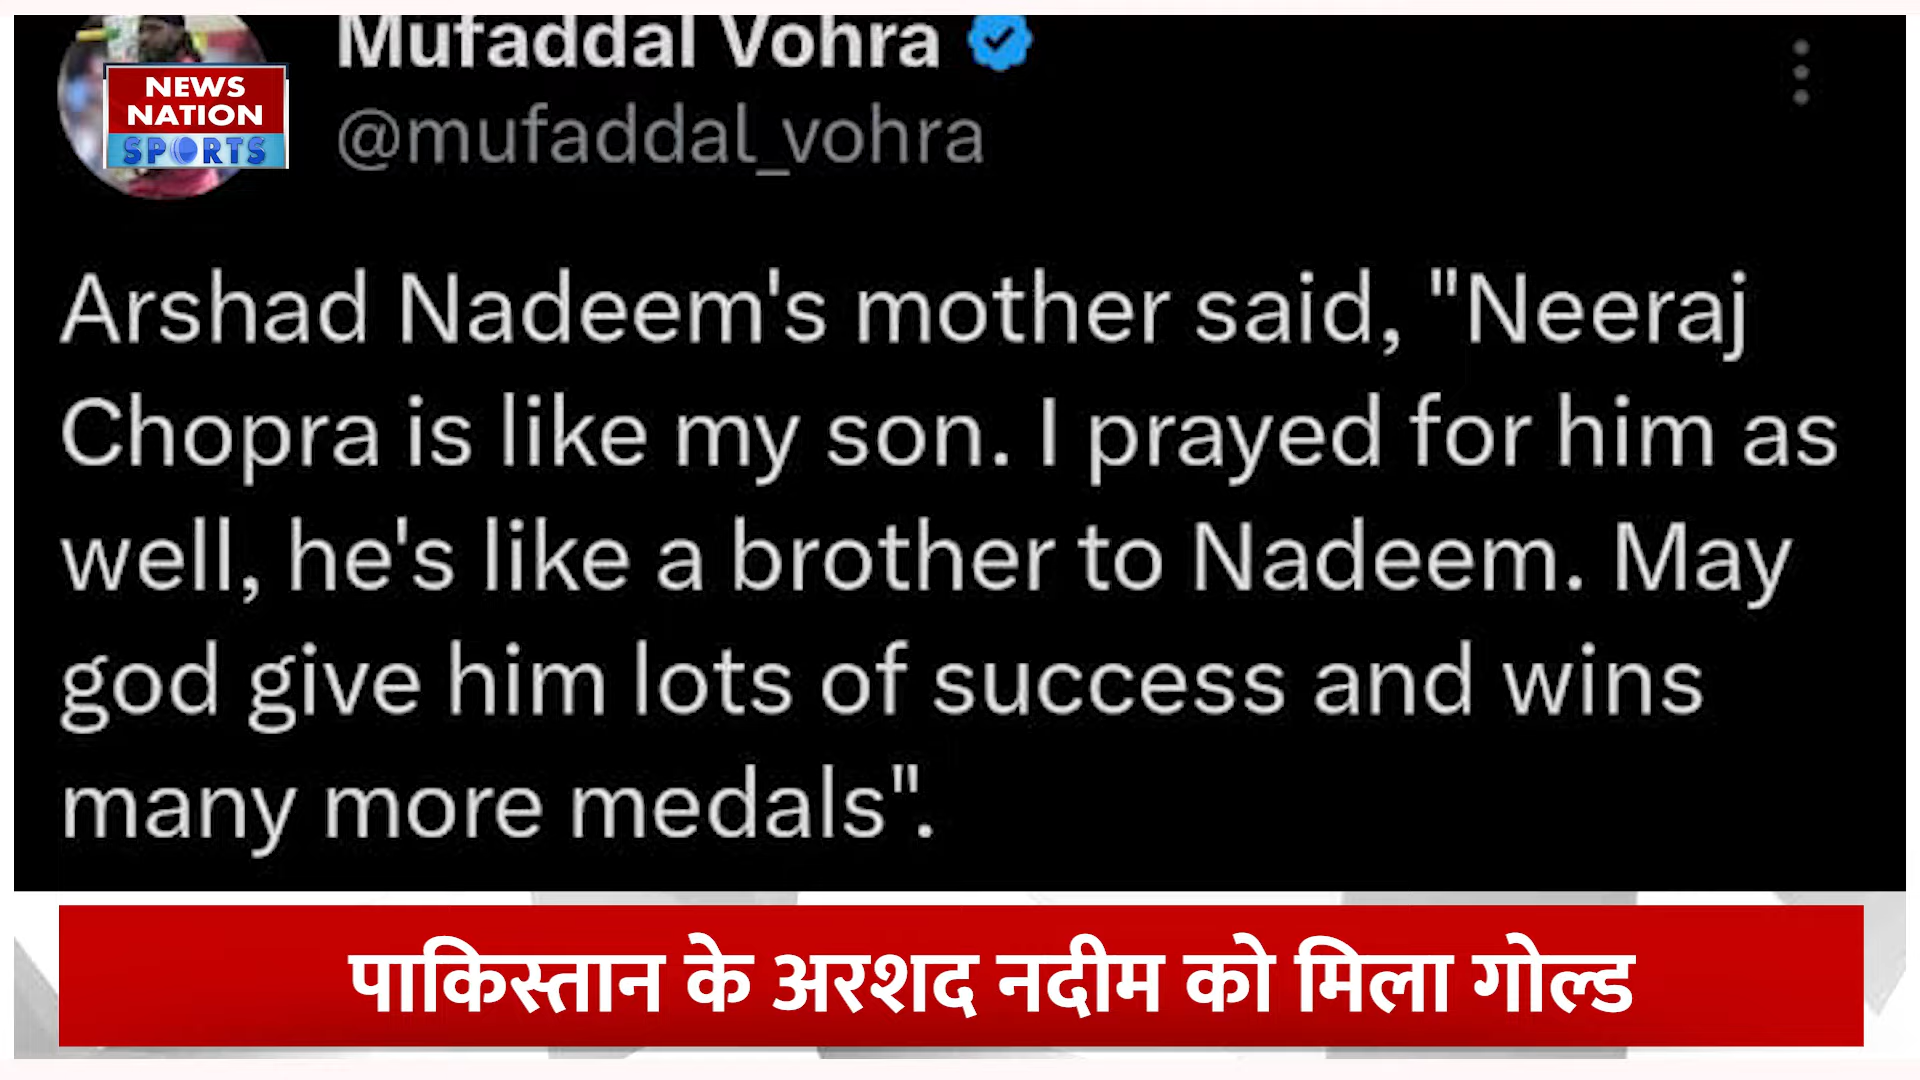 Mufaddal Vohra
NEWS
NATION
SPORTS
@mufaddal_vohra
Arshad Nadeem's mother said, "Neeraj
Chopra is like my son. I prayed for him as
well, he's like a brother to Nadeem. May
god give him lots of success and wins
many more medals".
पाकिस्तान के अरशद नदीम को मिला गोल्ड